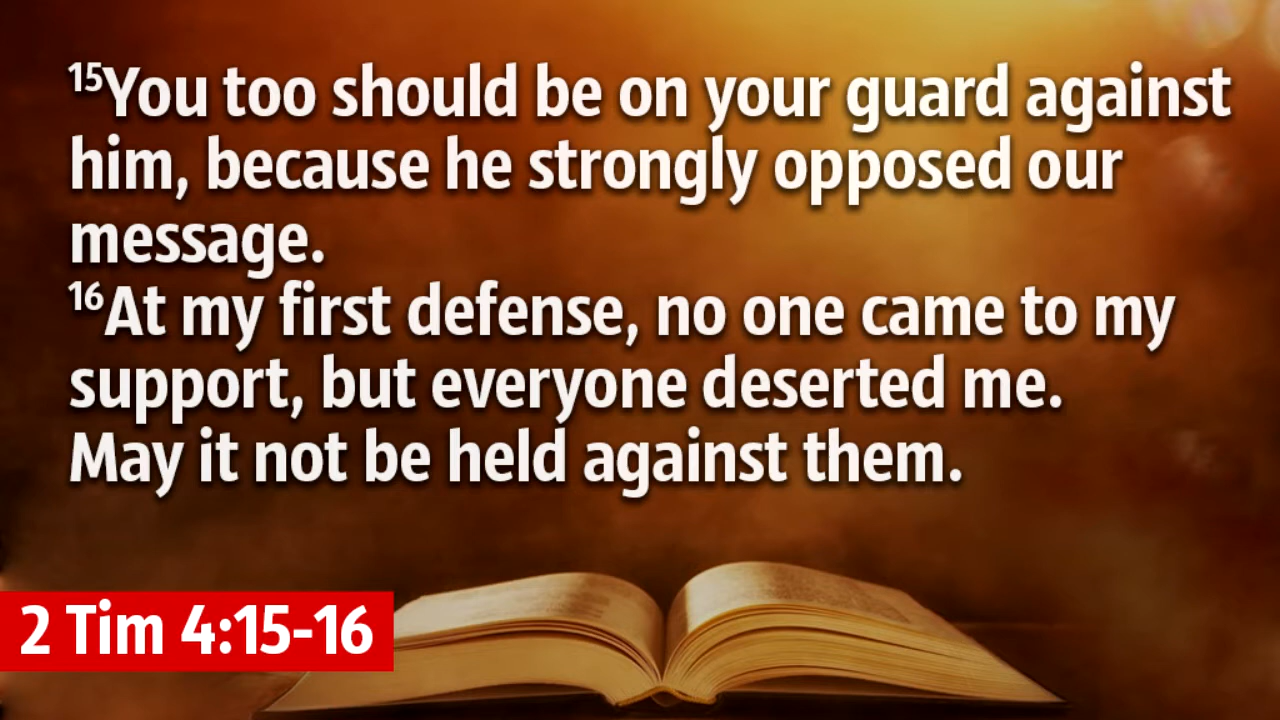 15You too should be on your guard against
him, because he strongly opposed our
message.
16At my first defense, no one came to my
support, but everyone deserted me.
May it not be held against them.
2 Tim 4:15-16